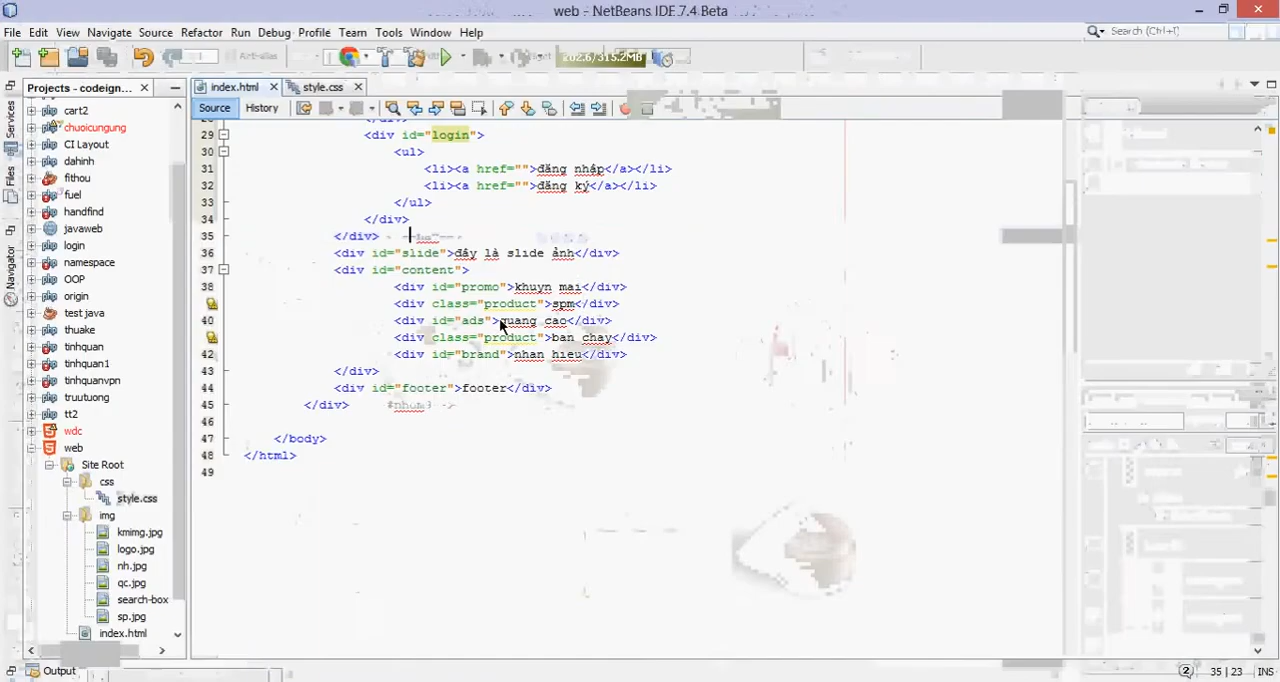 web - NetBeans IDE 7.4 Beta
File Edit View Navigate Source Refactor Run Debug Profile Team Tools Window Help
Search (Ctrl+I)
202.6/315.2MB
Projects - codeign...
index.html
style.css
Source
History
Services
Files
Navigator
cart2
chuoicungung
CI Layout
dahinh
fithou
fuel
handfind
javaweb
login
namespace
OOP
origin
test java
thuake
tinhquan
tinhquan1
tinhquanvpn
truutuong
tt2
wdc
web
Site Root
css
style.css
img
kmimg.jpg
logo.jpg
nh.jpg
qc.jpg
search-box
sp.jpg
index.html
29 <div id="login">
30 <ul>
31 <li><a href="">đăng nhập</a></li>
32 <li><a href="">đăng ký</a></li>
33 </ul>
34 </div>
35 </div>
36 <div id="slide">đây là slide ảnh</div>
37 <div id="content">
38 <div id="promo">khuyn mai</div>
<div class="product">spm</div>
40 <div id="ads">quang cao</div>
<div class="product">ban chay</div>
42 <div id="brand">nhan hieu</div>
43 </div>
44 <div id="footer">footer</div>
45 </div>
46
47 </body>
48 </html>
49
Output
2
35 | 23 INS